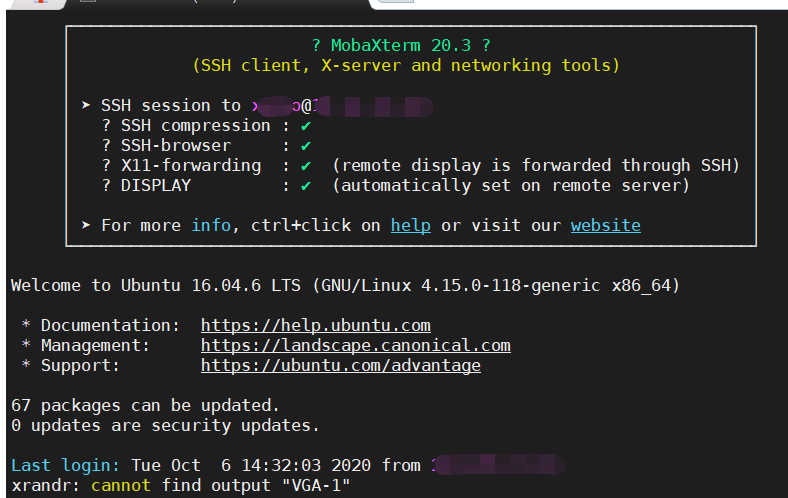 ? MobaXterm 20.3 ?
(SSH client, X-server and networking tools)
➤ SSH session to
? SSH compression : ✔
? SSH-browser : ✔
? X11-forwarding : ✔ (remote display is forwarded through SSH)
? DISPLAY : ✔ (automatically set on remote server)
➤ For more info, ctrl+click on help or visit our website
Welcome to Ubuntu 16.04.6 LTS (GNU/Linux 4.15.0-118-generic x86_64)
* Documentation: https://help.ubuntu.com
* Management: https://landscape.canonical.com
* Support: https://ubuntu.com/advantage
67 packages can be updated.
0 updates are security updates.
Last login: Tue Oct 6 14:32:03 2020 from
xrandr: cannot find output "VGA-1"